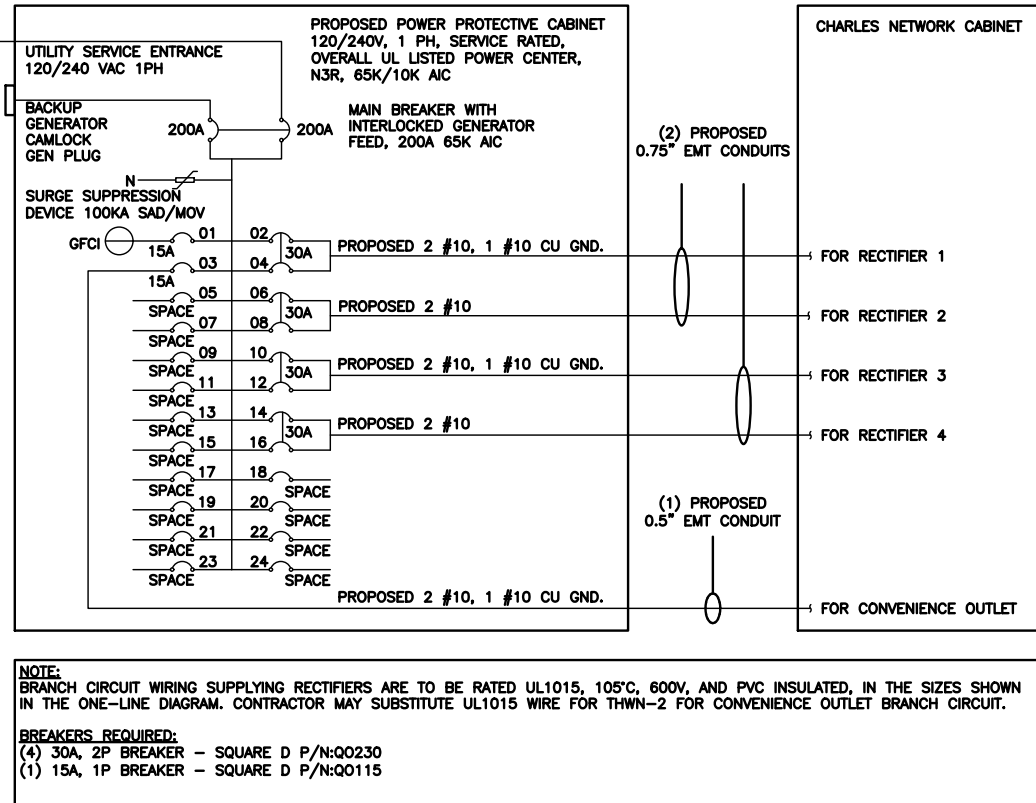 PROPOSED POWER PROTECTIVE CABINET
120/240V, 1 PH, SERVICE RATED,
OVERALL UL LISTED POWER CENTER,
N3R, 65K/10K AIC
CHARLES NETWORK CABINET
UTILITY SERVICE ENTRANCE
120/240 VAC 1PH
BACKUP
GENERATOR
CAMLOCK
GEN PLUG
200A
200A
MAIN BREAKER WITH
INTERLOCKED GENERATOR
FEED, 200A 65K AIC
(2) PROPOSED
0.75" EMT CONDUITS
N
SURGE SUPPRESSION
DEVICE 100KA SAD/MOV
GFCI
15A
01
02
30A
PROPOSED 2 #10, 1 #10 CU GND.
FOR RECTIFIER 1
15A
03
04
SPACE
05
06
30A
PROPOSED 2 #10
FOR RECTIFIER 2
SPACE
07
08
SPACE
09
10
30A
PROPOSED 2 #10, 1 #10 CU GND.
FOR RECTIFIER 3
SPACE
11
12
SPACE
13
14
30A
PROPOSED 2 #10
FOR RECTIFIER 4
SPACE
15
16
SPACE
17
18
SPACE
SPACE
19
20
SPACE
SPACE
21
22
SPACE
SPACE
23
24
SPACE
(1) PROPOSED
0.5" EMT CONDUIT
PROPOSED 2 #10, 1 #10 CU GND.
FOR CONVENIENCE OUTLET
NOTE:
BRANCH CIRCUIT WIRING SUPPLYING RECTIFIERS ARE TO BE RATED UL1015, 105°C, 600V, AND PVC INSULATED, IN THE SIZES SHOWN
IN THE ONE-LINE DIAGRAM. CONTRACTOR MAY SUBSTITUTE UL1015 WIRE FOR THWN-2 FOR CONVENIENCE OUTLET BRANCH CIRCUIT.
BREAKERS REQUIRED:
(4) 30A, 2P BREAKER - SQUARE D P/N:QO230
(1) 15A, 1P BREAKER - SQUARE D P/N:QO115